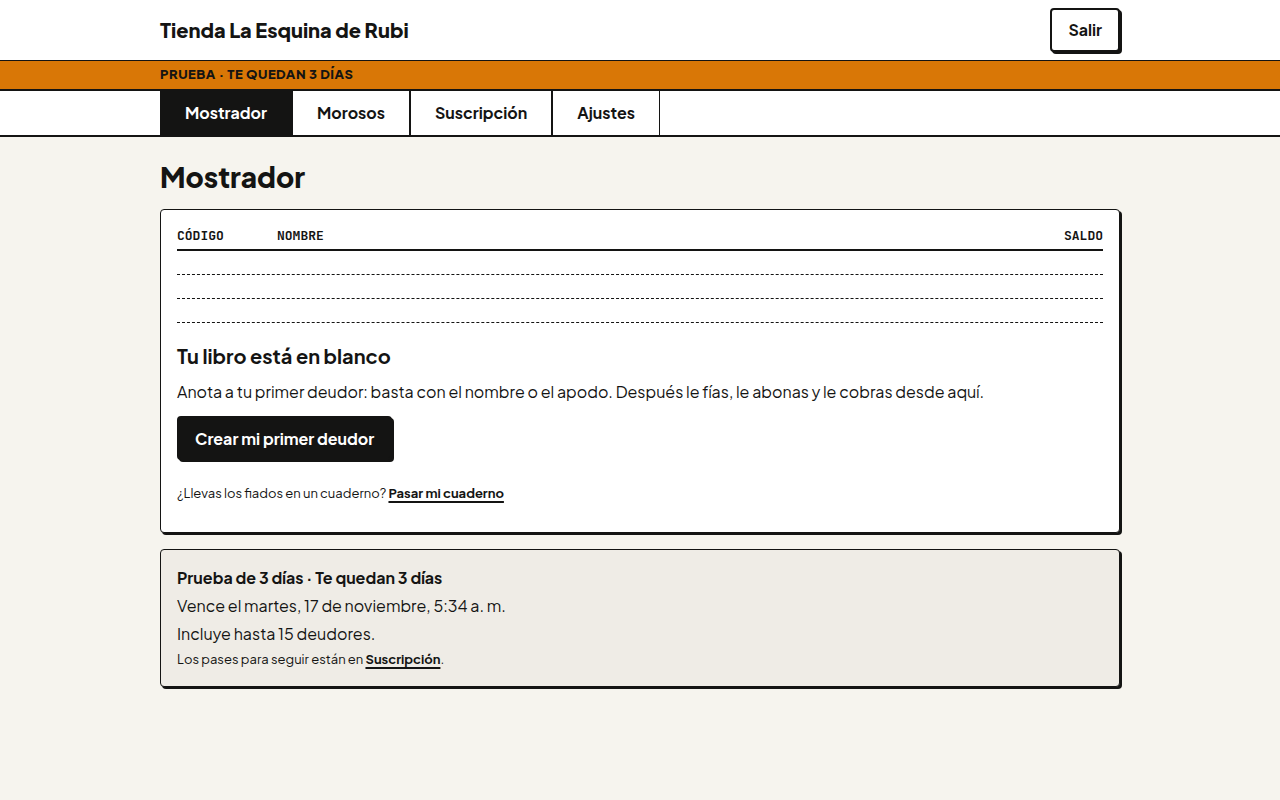 Tienda La Esquina de Rubi
Salir
PRUEBA · TE QUEDAN 3 DÍAS
Mostrador
Morosos
Suscripción
Ajustes
Mostrador
CÓDIGO NOMBRE SALDO
Tu libro está en blanco
Anota a tu primer deudor: basta con el nombre o el apodo. Después le fías, le abonas y le cobras desde aquí.
Crear mi primer deudor
¿Llevas los fiados en un cuaderno? Pasar mi cuaderno
Prueba de 3 días · Te quedan 3 días
Vence el martes, 17 de noviembre, 5:34 a. m.
Incluye hasta 15 deudores.
Los pases para seguir están en Suscripción.